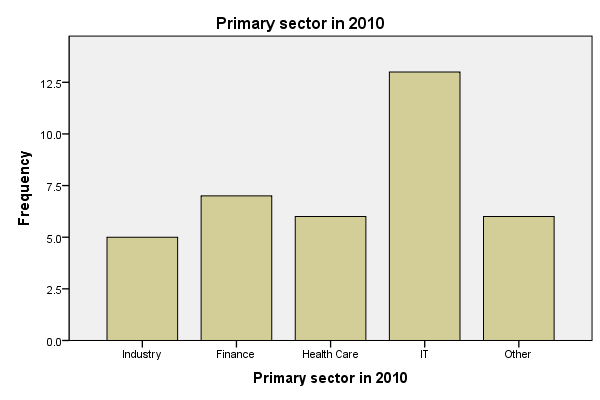 Primary sector in 2010
Frequency
12.5
10.0
7.5
5.0
2.5
0.0
Industry Finance Health Care IT Other
Primary sector in 2010